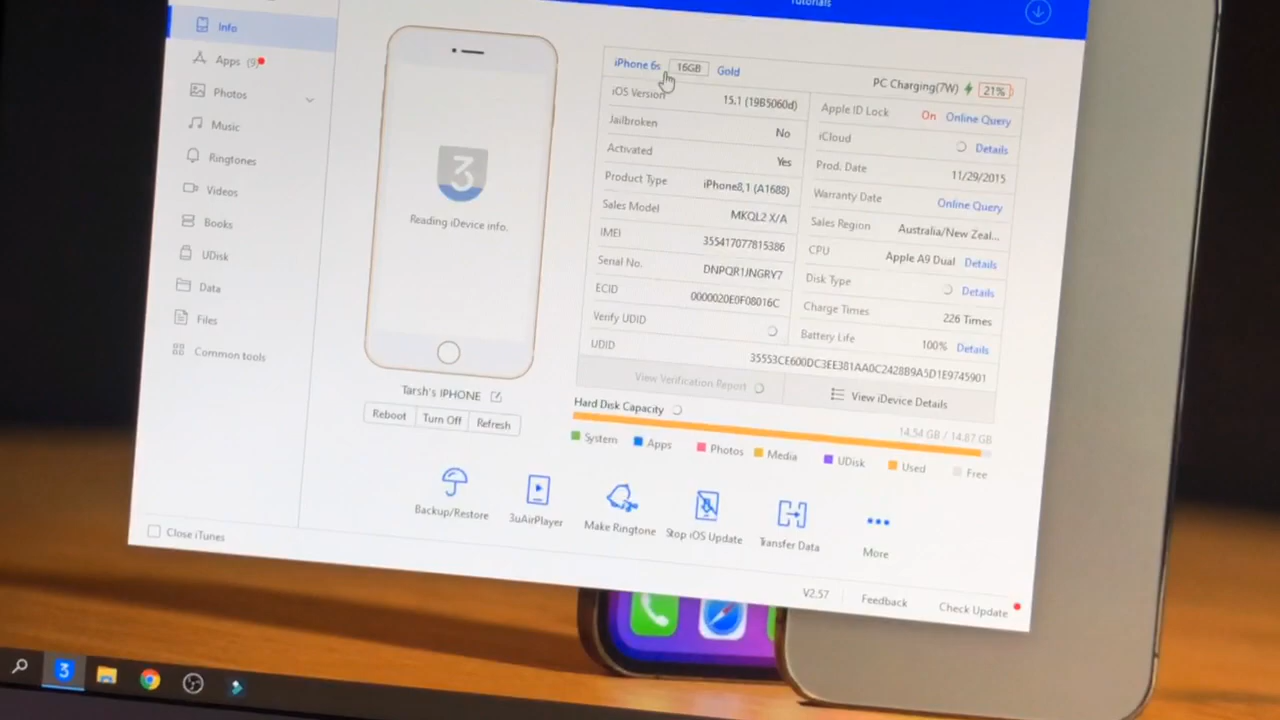 Tutorials
Info
Apps (9)
Photos
Music
Ringtones
Videos
Books
UDisk
Data
Files
Common tools
Close iTunes
3
Reading iDevice info.
Tarsh's IPHONE
Reboot Turn Off Refresh
iPhone 6s 16GB Gold
PC Charging(7W) 21%
iOS Version 15.1 (19B5060d)
Jailbroken No
Activated Yes
Product Type iPhone8,1 (A1688)
Sales Model MKQL2 X/A
IMEI 355417077815386
Serial No. DNPQR1JNGRY7
ECID 0000020E0F08016C
Verify UDID
UDID 35553CE600DC3EE381AA0C2428B9A5D1E9745901
Apple ID Lock On Online Query
iCloud Details
Prod. Date 11/29/2015
Warranty Date Online Query
Sales Region Australia/New Zeal...
CPU Apple A9 Dual Details
Disk Type Details
Charge Times 226 Times
Battery Life 100% Details
View Verification Report View iDevice Details
Hard Disk Capacity 14.54 GB / 14.87 GB
System Apps Photos Media UDisk Used Free
Backup/Restore 3uAirPlayer Make Ringtone Stop iOS Update Transfer Data More
V2.57 Feedback Check Update
3